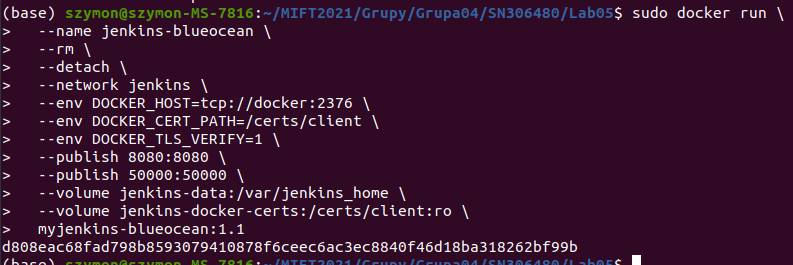 (base) szymon@szymon-MS-7816:~/MIFT2021/Grupy/Grupa04/SN306480/Lab05$ sudo docker run \
>   --name jenkins-blueocean \
>   --rm \
>   --detach \
>   --network jenkins \
>   --env DOCKER_HOST=tcp://docker:2376 \
>   --env DOCKER_CERT_PATH=/certs/client \
>   --env DOCKER_TLS_VERIFY=1 \
>   --publish 8080:8080 \
>   --publish 50000:50000 \
>   --volume jenkins-data:/var/jenkins_home \
>   --volume jenkins-docker-certs:/certs/client:ro \
>   myjenkins-blueocean:1.1
d808eac68fad798b8593079410878f6ceec6ac3ec8840f46d18ba318262bf99b
(base) szymon@szymon-MS-7816:~/MIFT2021/Grupy/Grupa04/SN306480/Lab05$